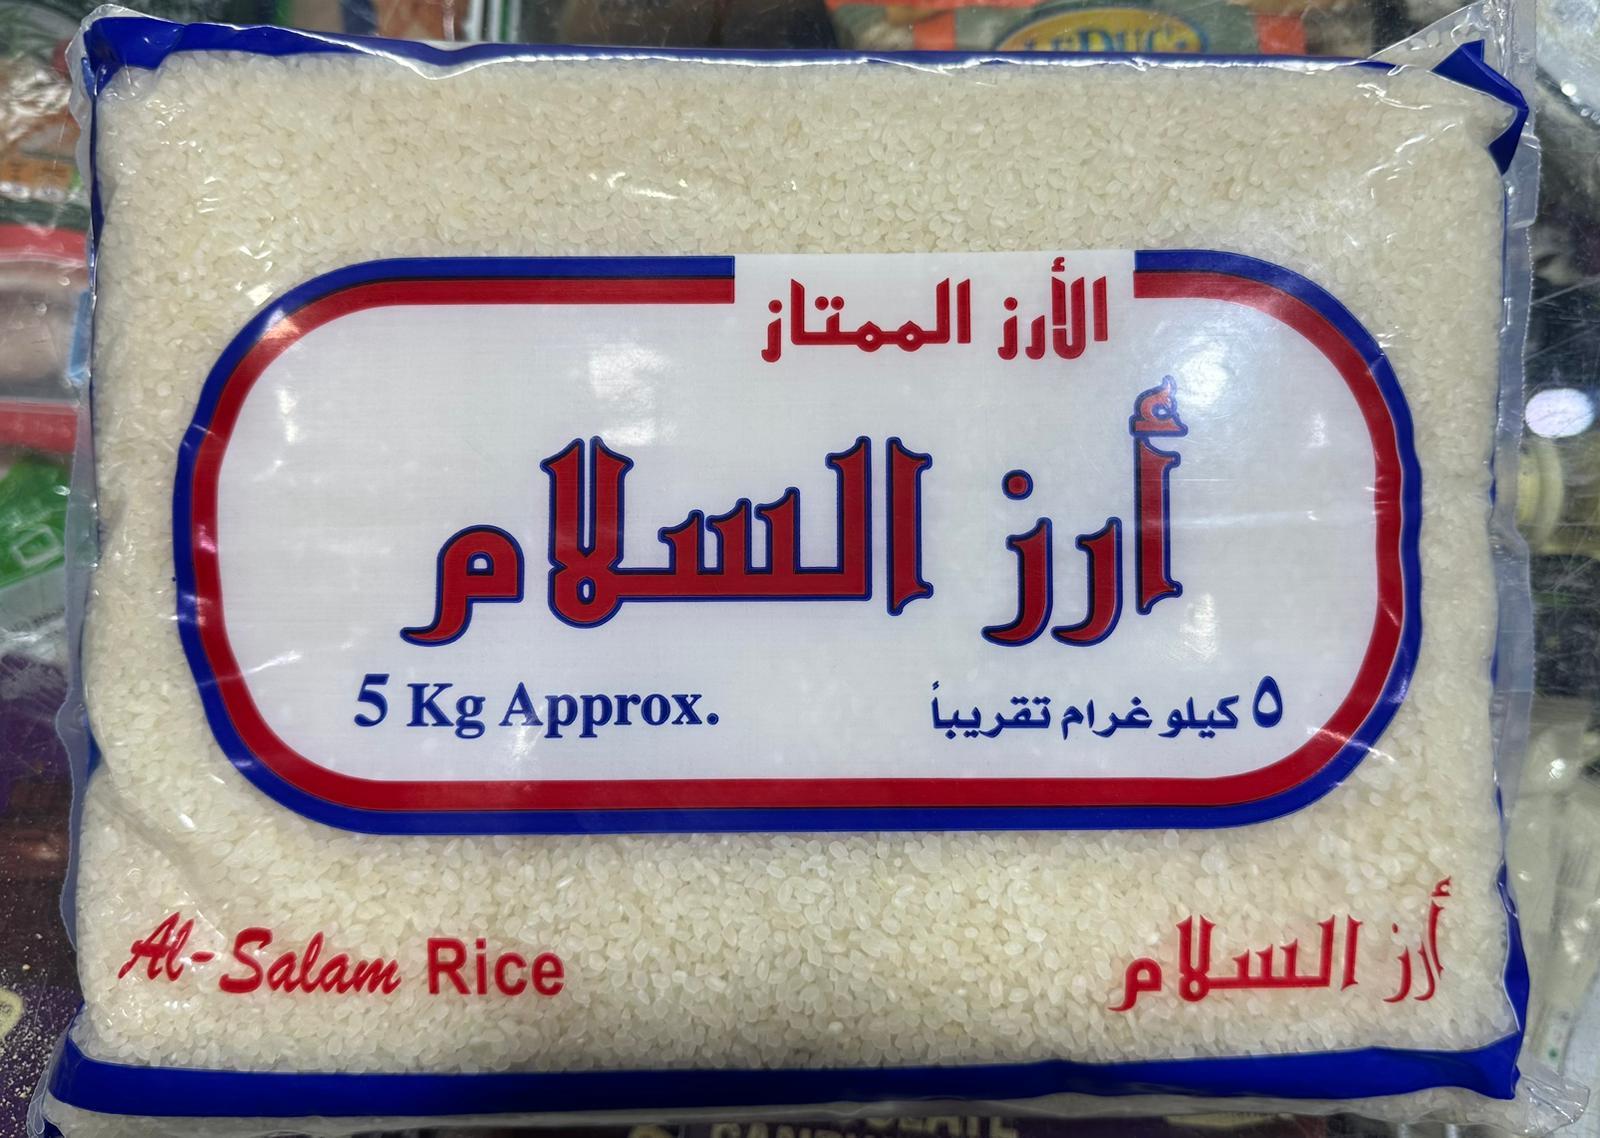 الأرز الممتاز
أرز السلام
5 Kg Approx.
٥ كيلو غرام تقريباً
Al-Salam Rice
أرز السلام